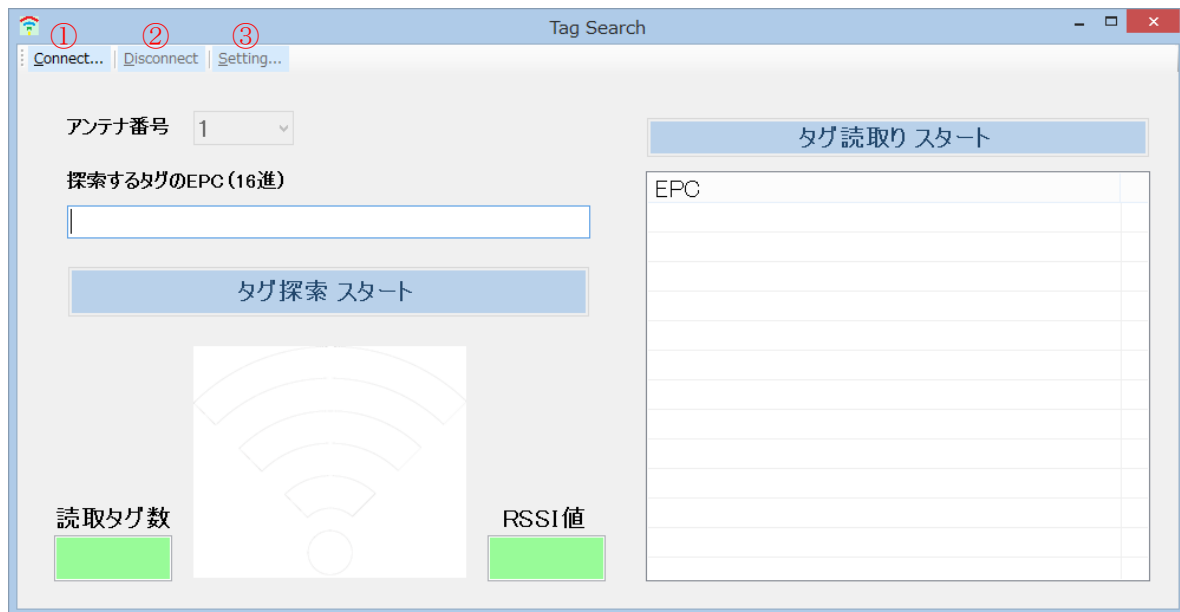 Tag Search
① ② ③
Connect... Disconnect Setting...
アンテナ番号 1
タグ読取り スタート
探索するタグのEPC(16進)
EPC
タグ探索 スタート
読取タグ数
RSSI値